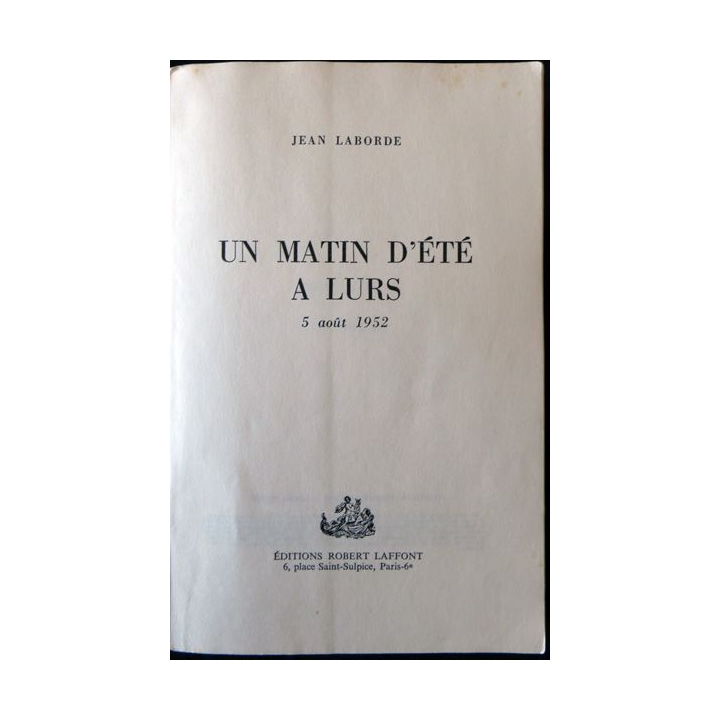 JEAN LABORDE
UN MATIN D'ÉTÉ
A LURS
5 août 1952
ÉDITIONS ROBERT LAFFONT
6, place Saint-Sulpice, Paris-6e